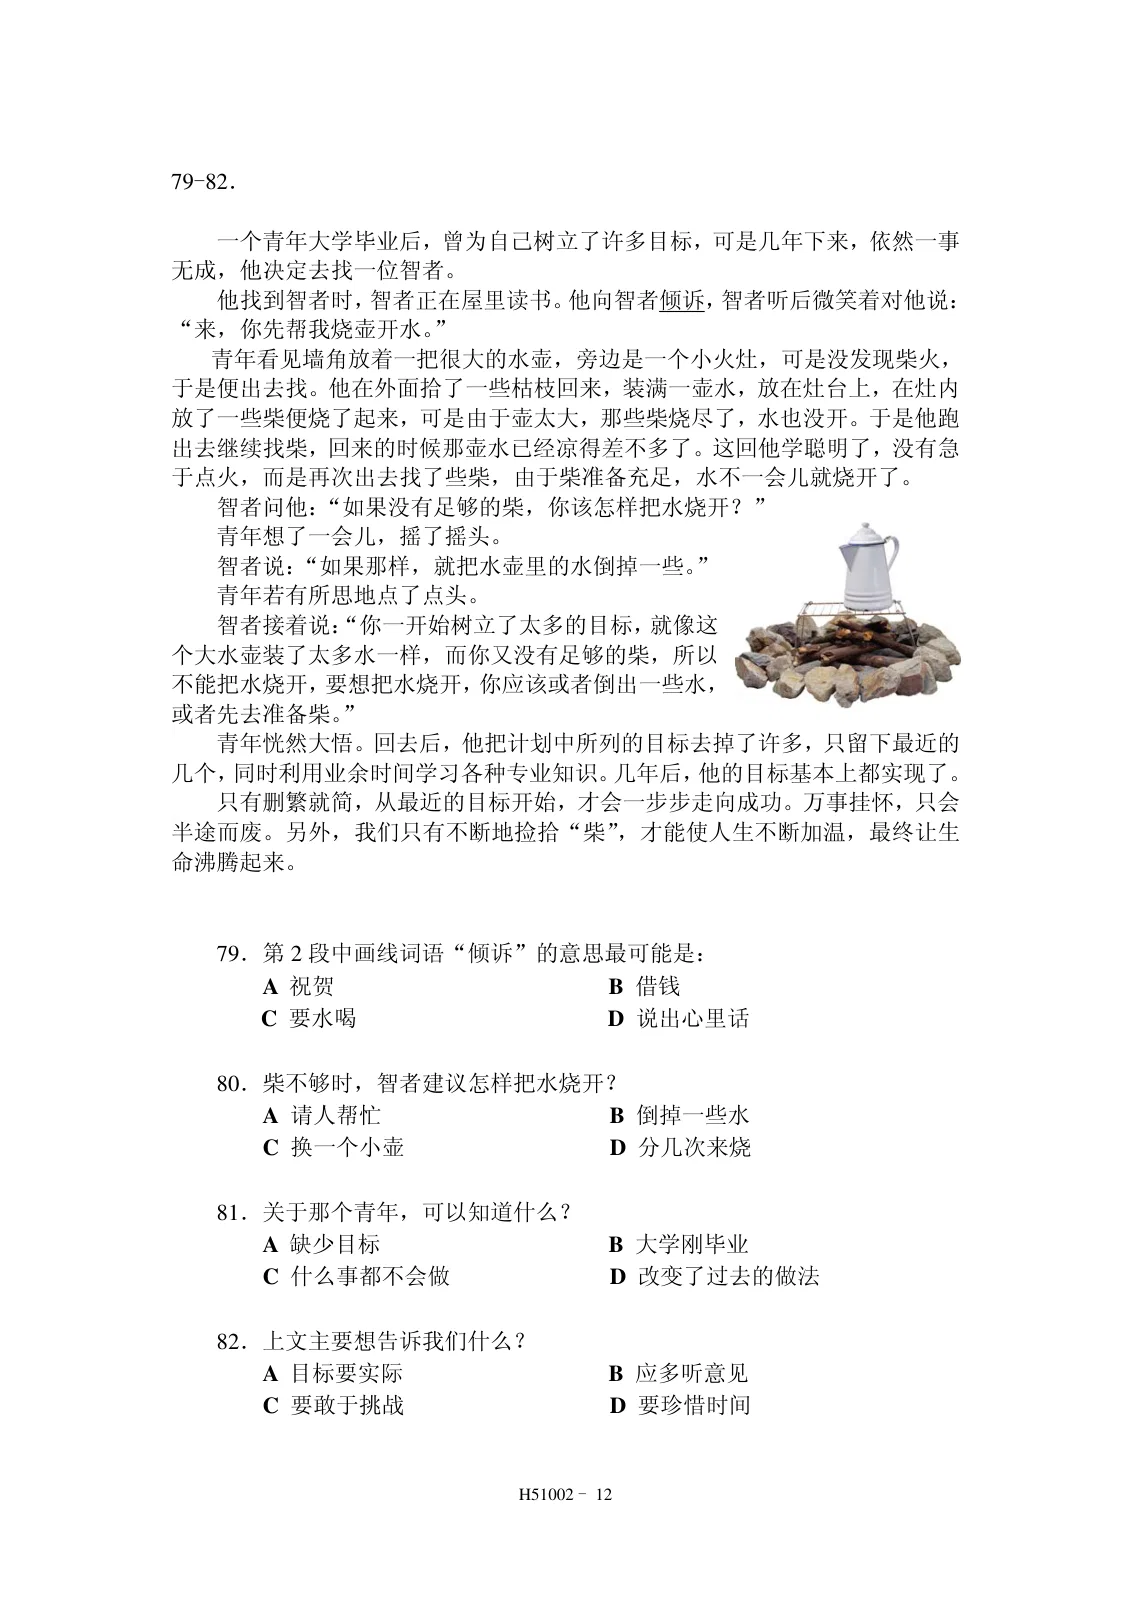 79-82．
一个青年大学毕业后，曾为自己树立了许多目标，可是几年下来，依然一事
无成，他决定去找一位智者。
他找到智者时，智者正在屋里读书。他向智者倾诉，智者听后微笑着对他说：
“来，你先帮我烧壶开水。”
青年看见墙角放着一把很大的水壶，旁边是一个小火灶，可是没发现柴火，
于是便出去找。他在外面拾了一些枯枝回来，装满一壶水，放在灶台上，在灶内
放了一些柴便烧了起来，可是由于壶太大，那些柴烧尽了，水也没开。于是他跑
出去继续找柴，回来的时候那壶水已经凉得差不多了。这回他学聪明了，没有急
于点火，而是再次出去找了些柴，由于柴准备充足，水不一会儿就烧开了。
智者问他：“如果没有足够的柴，你该怎样把水烧开？”
青年想了一会儿，摇了摇头。
智者说：“如果那样，就把水壶里的水倒掉一些。”
青年若有所思地点了点头。
智者接着说：“你一开始树立了太多的目标，就像这
个大水壶装了太多水一样，而你又没有足够的柴，所以
不能把水烧开，要想把水烧开，你应该或者倒出一些水，
或者先去准备柴。”
青年恍然大悟。回去后，他把计划中所列的目标去掉了许多，只留下最近的
几个，同时利用业余时间学习各种专业知识。几年后，他的目标基本上都实现了。
只有删繁就简，从最近的目标开始，才会一步步走向成功。万事挂怀，只会
半途而废。另外，我们只有不断地捡拾“柴”，才能使人生不断加温，最终让生
命沸腾起来。
79．第 2 段中画线词语“倾诉”的意思最可能是：
A 祝贺 B 借钱
C 要水喝 D 说出心里话
80．柴不够时，智者建议怎样把水烧开？
A 请人帮忙 B 倒掉一些水
C 换一个小壶 D 分几次来烧
81．关于那个青年，可以知道什么？
A 缺少目标 B 大学刚毕业
C 什么事都不会做 D 改变了过去的做法
82．上文主要想告诉我们什么？
A 目标要实际 B 应多听意见
C 要敢于挑战 D 要珍惜时间
H51002－ 12